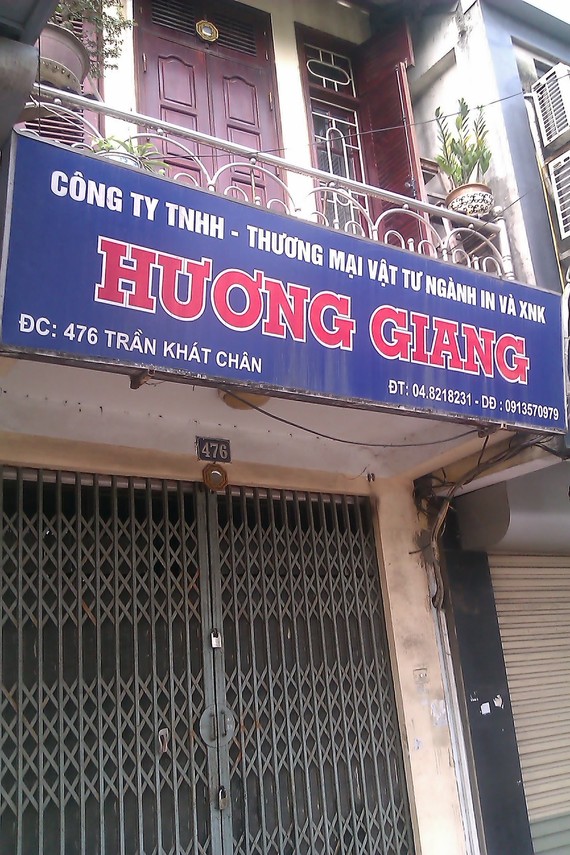 CÔNG TY TNHH - THƯƠNG MẠI VẬT TƯ NGÀNH IN VÀ XNK
HƯƠNG GIANG
ĐC: 476 TRẦN KHÁT CHÂN
ĐT: 04.8218231 - DĐ : 0913570979
476